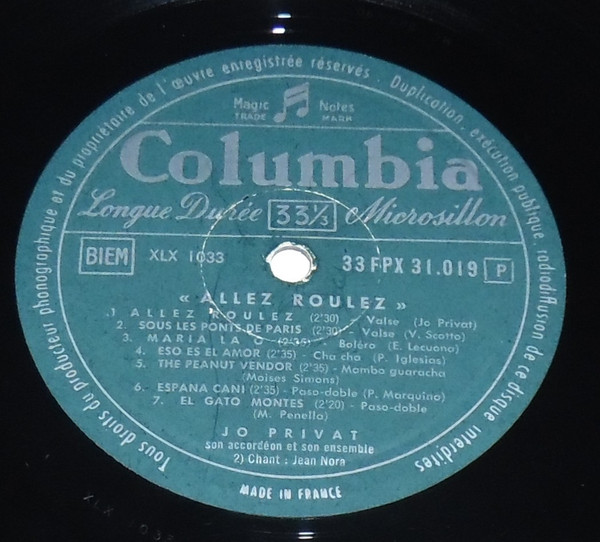 Tous droits du producteur phonographique et du propriétaire de l'œuvre enregistrée réservés. Duplication, exécution publique, radiodiffusion de ce disque interdites
Magic Notes
TRADE MARK
Columbia
Longue Durée 33⅓ Microsillon
BIEM XLX 1033 33 FPX 31.019 P
« ALLEZ ROULEZ »
1 ALLEZ ROULEZ (2'30) - Valse (Jo Privat)
2. SOUS LES PONTS DE PARIS (2'30) - Valse (V. Scotto)
3. MARIA LA O (2'35) - Boléro (E. Lecuona)
4. ESO ES EL AMOR (2'35) - Cha cha (P. Iglesias)
5. THE PEANUT VENDOR (2'35) - Mambo guaracha
(Moises Simons)
6. ESPANA CANI (2'35) - Paso-doble (P. Marquino)
7. EL GATO MONTES (2'20) - Paso-doble
(M. Penella)
JO PRIVAT
son accordéon et son ensemble
2) Chant : Jean Nora
MADE IN FRANCE
XLX 1033